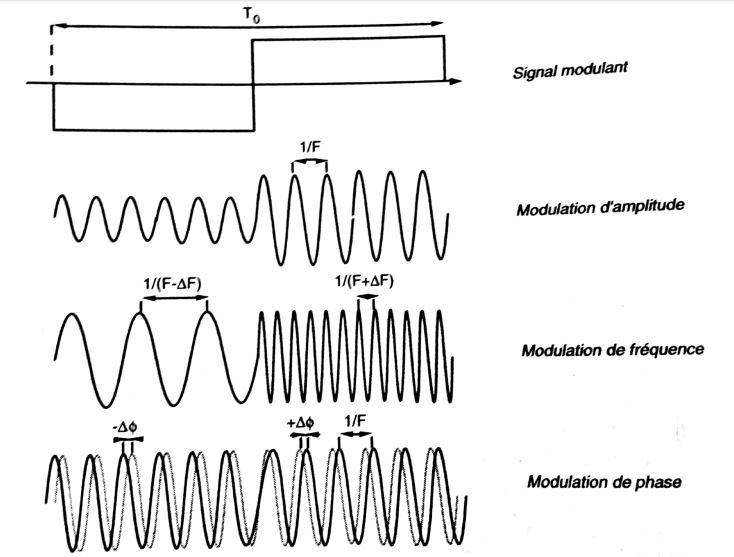 T₀
Signal modulant
1/F
Modulation d'amplitude
1/(F-ΔF)
1/(F+ΔF)
Modulation de fréquence
-Δϕ
+Δϕ
1/F
Modulation de phase